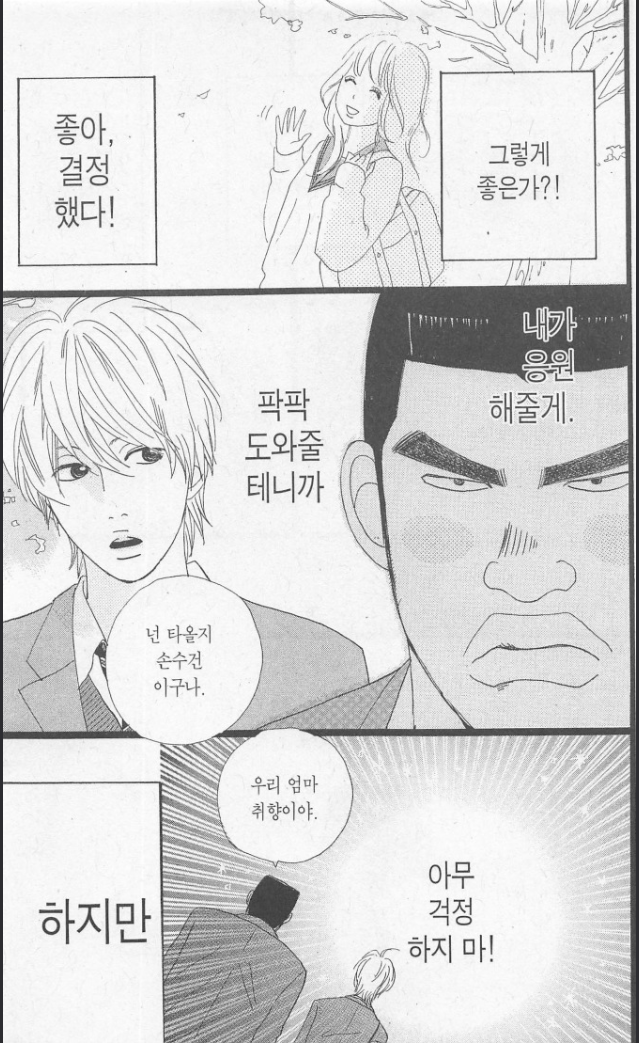 그렇게
좋은가?!
좋아,
결정
했다!
내가
응원
해줄게.
팍팍
도와줄
테니까
넌 타올지
손수건
이구나.
우리 엄마
취향이야.
아무
걱정
하지 마!
하지만